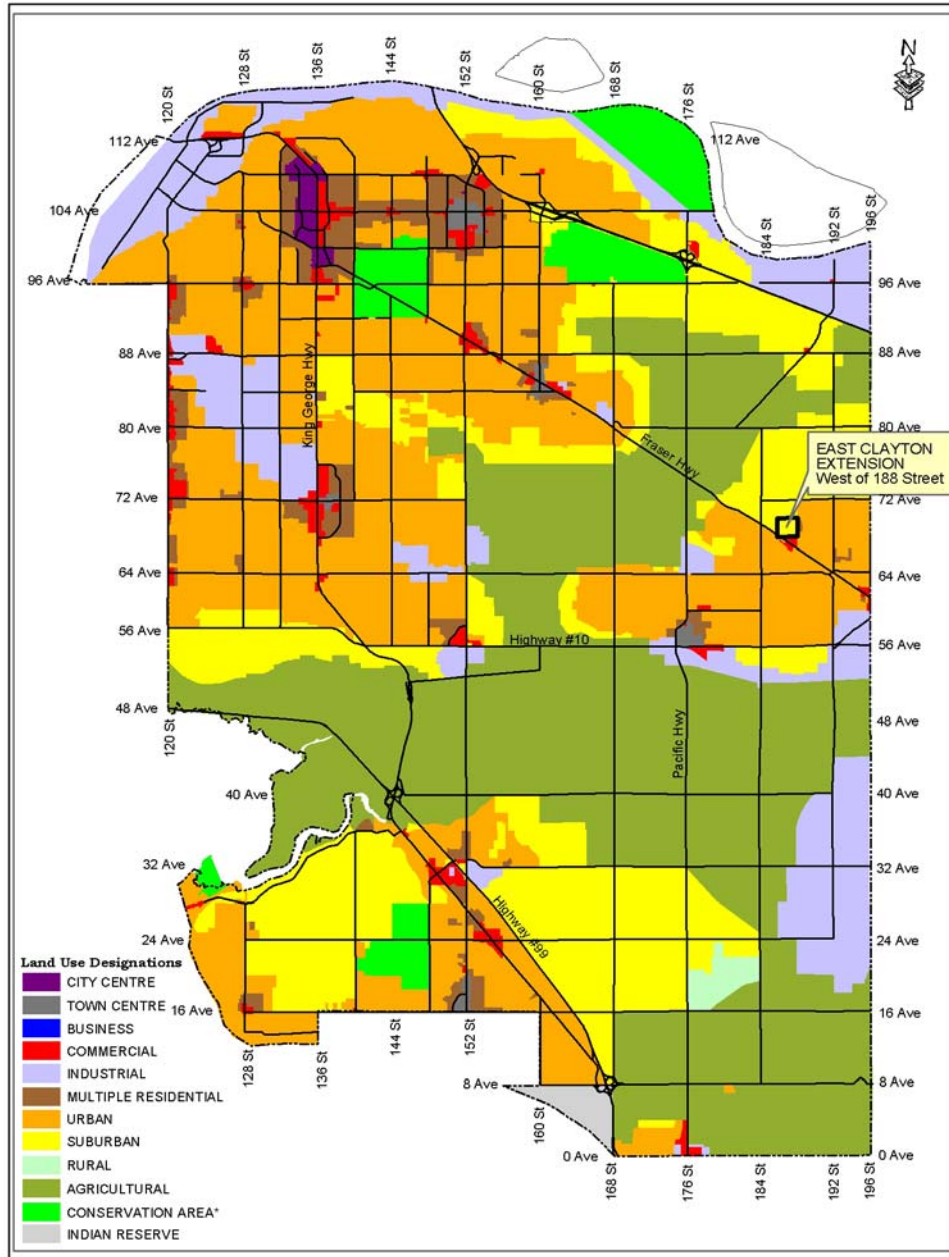 N
120 St
128 St
136 St
144 St
152 St
160 St
168 St
176 St
112 Ave
112 Ave
104 Ave
184 St
192 St
196 St
96 Ave
96 Ave
88 Ave
88 Ave
King George Hwy
80 Ave
80 Ave
Fraser Hwy
EAST CLAYTON
EXTENSION
West of 188 Street
72 Ave
72 Ave
64 Ave
64 Ave
56 Ave
Highway #10
56 Ave
48 Ave
120 St
Pacific Hwy
48 Ave
40 Ave
40 Ave
32 Ave
32 Ave
Highway #99
24 Ave
24 Ave
16 Ave
16 Ave
128 St
136 St
144 St
152 St
8 Ave
8 Ave
160 St
0 Ave
0 Ave
168 St
176 St
184 St
192 St
196 St
Land Use Designations
CITY CENTRE
TOWN CENTRE
BUSINESS
COMMERCIAL
INDUSTRIAL
MULTIPLE RESIDENTIAL
URBAN
SUBURBAN
RURAL
AGRICULTURAL
CONSERVATION AREA*
INDIAN RESERVE